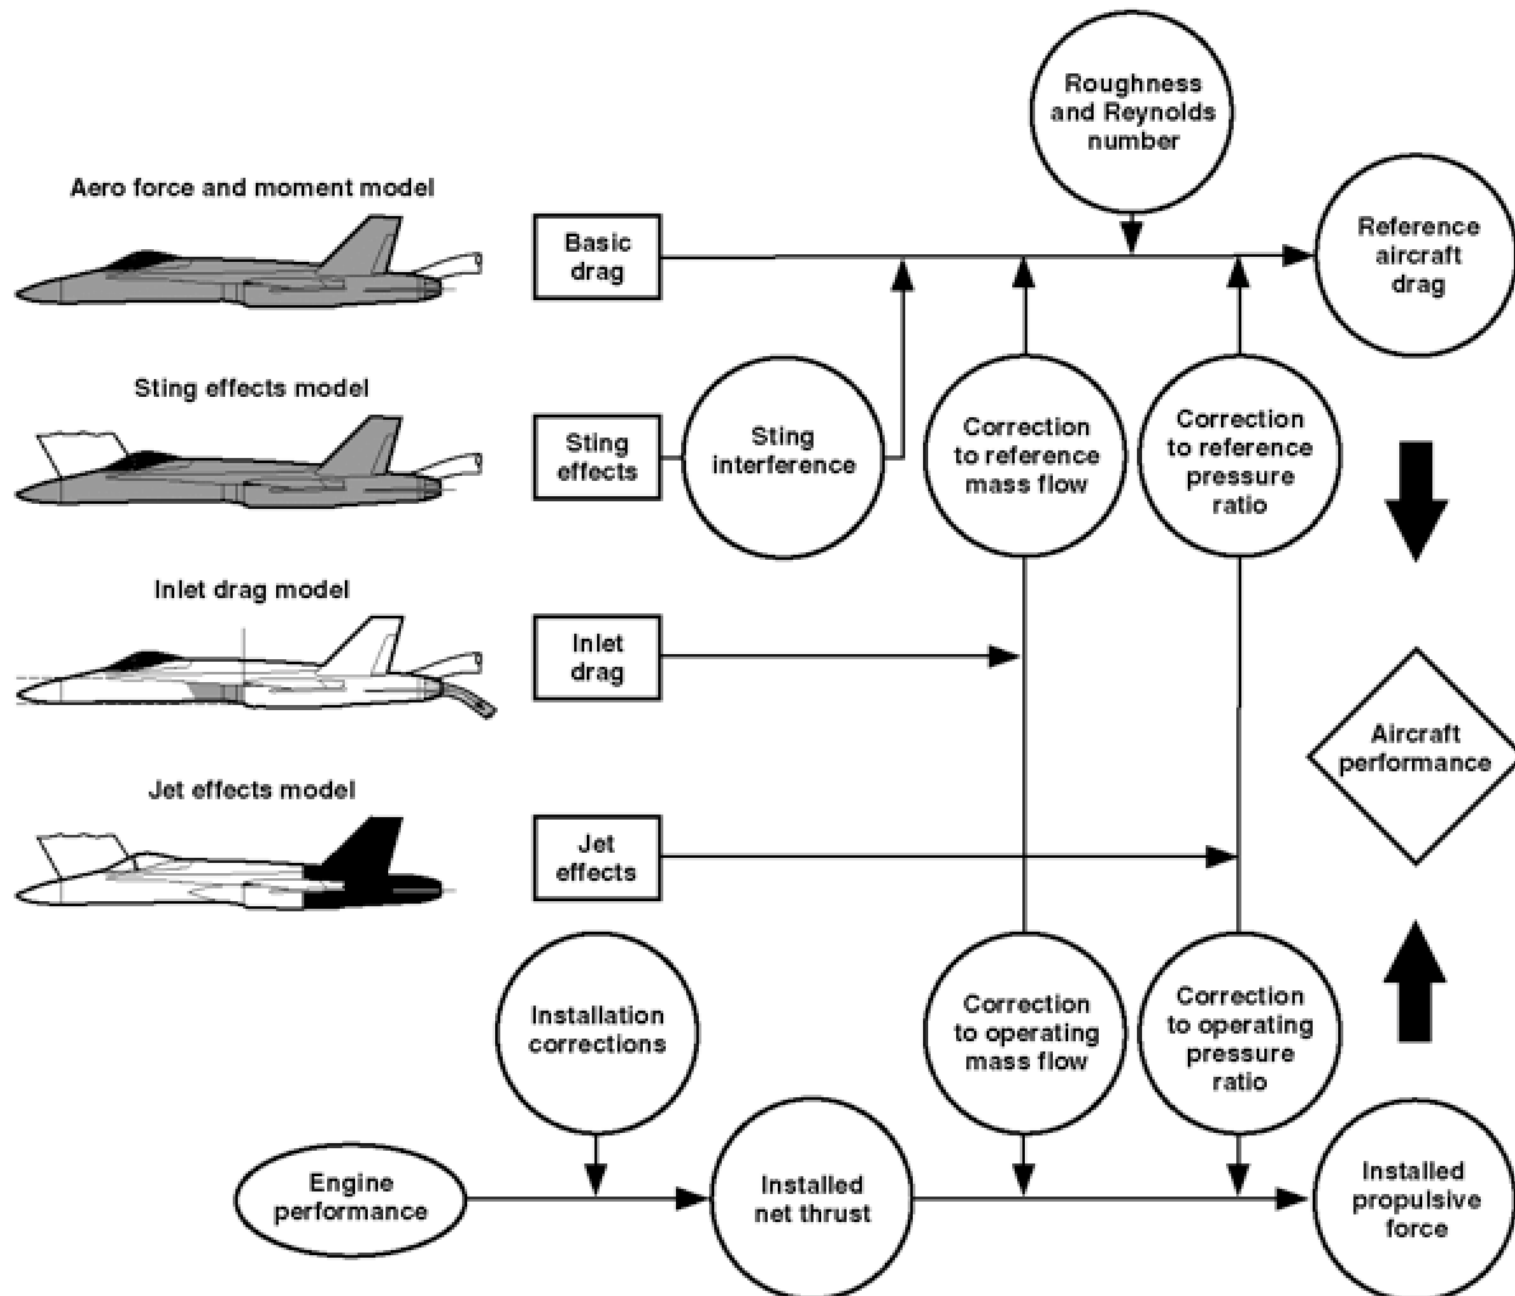 Roughness
and Reynolds
number
Aero force and moment model
Basic
drag
Reference
aircraft
drag
Sting effects model
Sting
effects
Sting
interference
Correction
to reference
mass flow
Correction
to reference
pressure
ratio
Inlet drag model
Inlet
drag
Aircraft
performance
Jet effects model
Jet
effects
Installation
corrections
Correction
to operating
mass flow
Correction
to operating
pressure
ratio
Engine
performance
Installed
net thrust
Installed
propulsive
force